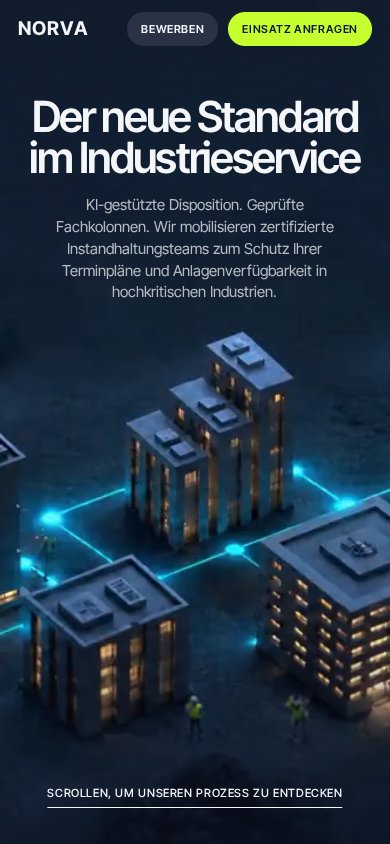 NORVA
BEWERBEN
EINSATZ ANFRAGEN
Der neue Standard
im Industrieservice
KI-gestützte Disposition. Geprüfte
Fachkolonnen. Wir mobilisieren zertifizierte
Instandhaltungsteams zum Schutz Ihrer
Terminpläne und Anlagenverfügbarkeit in
hochkritischen Industrien.
SCROLLEN, UM UNSEREN PROZESS ZU ENTDECKEN